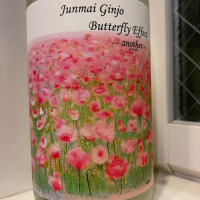 Junmai Ginjo
Butterfly Effect
– another –